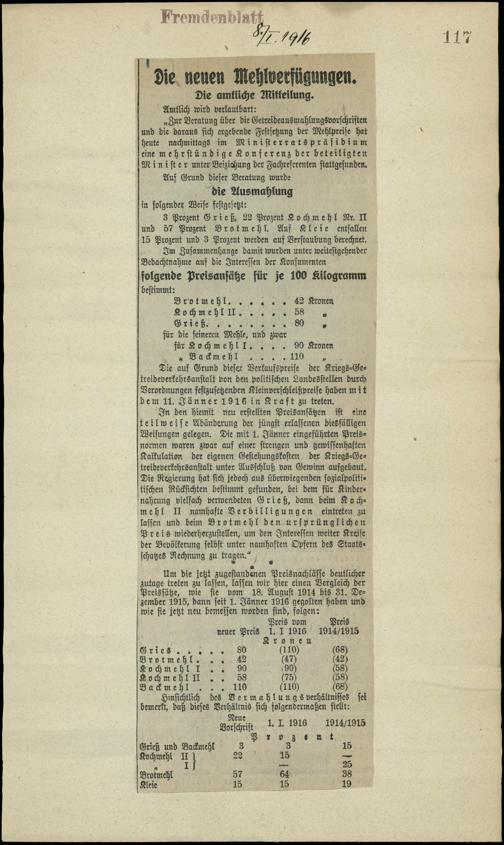 Fremdenblatt
8./I. 1916
117
Die neuen Mehlverfügungen.
Die amtliche Mitteilung.
Amtlich wird verlautbart:
„Zur Beratung über die Getreideausmahlungsvorschriften
und die daraus sich ergebende Festsetzung der Mehlpreise hat
heute nachmittags im Ministerratspräsidium
eine mehrstündige Konferenz der beteiligten
Minister unter Beiziehung der Fachreferenten stattgefunden.
Auf Grund dieser Beratung wurde
die Ausmahlung
in folgender Weise festgesetzt:
3 Prozent Grieß, 22 Prozent Kochmehl Nr. II
und 57 Prozent Brotmehl. Auf Kleie entfallen
15 Prozent und 3 Prozent werden auf Verstaubung berechnet.
Im Zusammenhange damit wurden unter weitestgehender
Bedachtnahme auf die Interessen der Konsumenten
folgende Preisansätze für je 100 Kilogramm
bestimmt:
Brotmehl . . . . . . 42 Kronen
Kochmehl II . . . . . 58 „
Grieß . . . . . . . . 80 „
für die feineren Mehle, und zwar
für Kochmehl I . . . . 90 Kronen
„ Backmehl . . . . 110 „
Die auf Grund dieser Verkaufspreise der Kriegs-Ge-
treideverkehrsanstalt von den politischen Landesstellen durch
Verordnungen festzusetzenden Kleinverschleißpreise haben mit
dem 11. Jänner 1916 in Kraft zu treten.
In den hiemit neu erstellten Preisansätzen ist eine
teilweise Abänderung der jüngst erlassenen diesfälligen
Weisungen gelegen. Die mit 1. Jänner eingeführten Preis-
normen waren zwar auf einer strengen und gewissenhaften
Kalkulation der eigenen Gestehungskosten der Kriegs-Ge-
treideverkehrsanstalt unter Ausschluß von Gewinn aufgebaut.
Die Regierung hat sich jedoch aus überwiegenden sozialpoli-
tischen Rücksichten bestimmt gefunden, bei dem für Kinder-
nahrung vielfach verwendeten Grieß, dann beim Koch-
mehl II namhafte Verbilligungen eintreten zu
lassen und beim Brotmehl den ursprünglichen
Preis wiederherzustellen, um den Interessen weiter Kreise
der Bevölkerung selbst unter namhaften Opfern des Staats-
schatzes Rechnung zu tragen."
* * *
Um die jetzt zugestandenen Preisnachlässe deutlicher
zutage treten zu lassen, lassen wir hier einen Vergleich der
Preissätze, wie sie vom 18. August 1914 bis 31. De-
zember 1915, dann seit 1. Jänner 1916 gegolten haben und
wie sie jetzt neu bemessen worden sind, folgen:
Preis vom Preis
neuer Preis 1. I 1916 1914/1915
Kronen
Gries . . . . . 80 (110) (68)
Brotmehl . . . 42 (47) (42)
Kochmehl I . . 90 (90) (58)
Kochmehl II . . 58 (75) (58)
Backmehl . . 110 (110) (68)
Hinsichtlich des Vermahlungsverhältnisses sei
bemerkt, daß dieses Verhältnis sich folgendermaßen stellt:
Neue
Vorschrift 1. I. 1916 1914/1915
Prozent
Grieß und Backmehl 3 3 15
Kochmehl II } 22 15 —
„ I } — 25
Brotmehl 57 64 38
Kleie 15 15 19